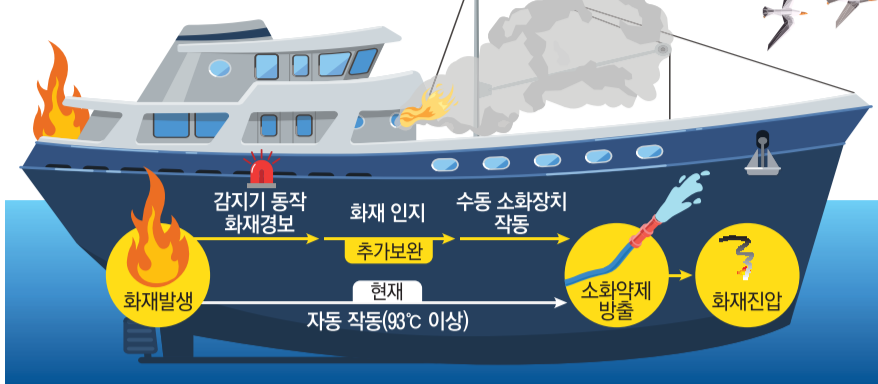 감지기 동작
화재경보
화재 인지
수동 소화장치
작동
추가보완
현재
자동 작동(93℃ 이상)
화재발생
소화약제
방출
화재진압